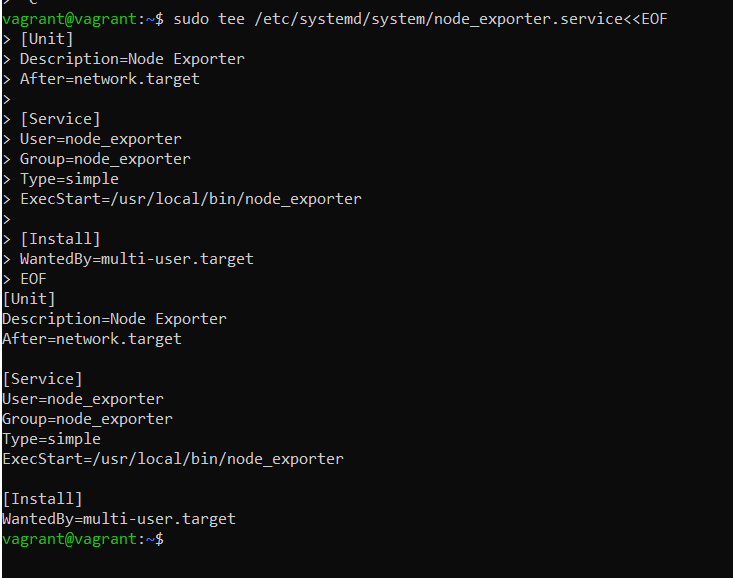 vagrant@vagrant:~$ sudo tee /etc/systemd/system/node_exporter.service<<EOF
> [Unit]
> Description=Node Exporter
> After=network.target
>
> [Service]
> User=node_exporter
> Group=node_exporter
> Type=simple
> ExecStart=/usr/local/bin/node_exporter
>
> [Install]
> WantedBy=multi-user.target
> EOF
[Unit]
Description=Node Exporter
After=network.target

[Service]
User=node_exporter
Group=node_exporter
Type=simple
ExecStart=/usr/local/bin/node_exporter

[Install]
WantedBy=multi-user.target
vagrant@vagrant:~$